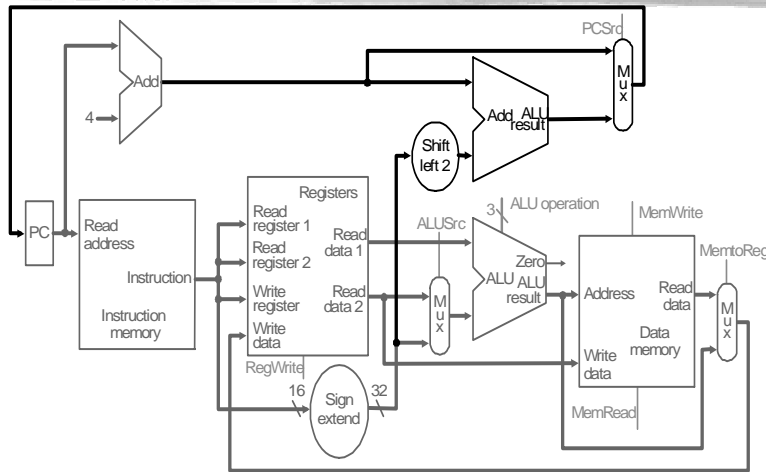 PCSrc
Add
M
u
x
4
Add ALU
result
Shift
left 2
PC
Read
address
Instruction
Instruction
memory
Registers
Read
register 1
Read
register 2
Write
register
Write
data
Read
data 1
Read
data 2
RegWrite
16
Sign
extend
32
ALUSrc
M
u
x
3
ALU operation
Zero
ALU ALU
result
MemWrite
Address
Read
data
Data
memory
Write
data
MemRead
MemtoReg
M
u
x